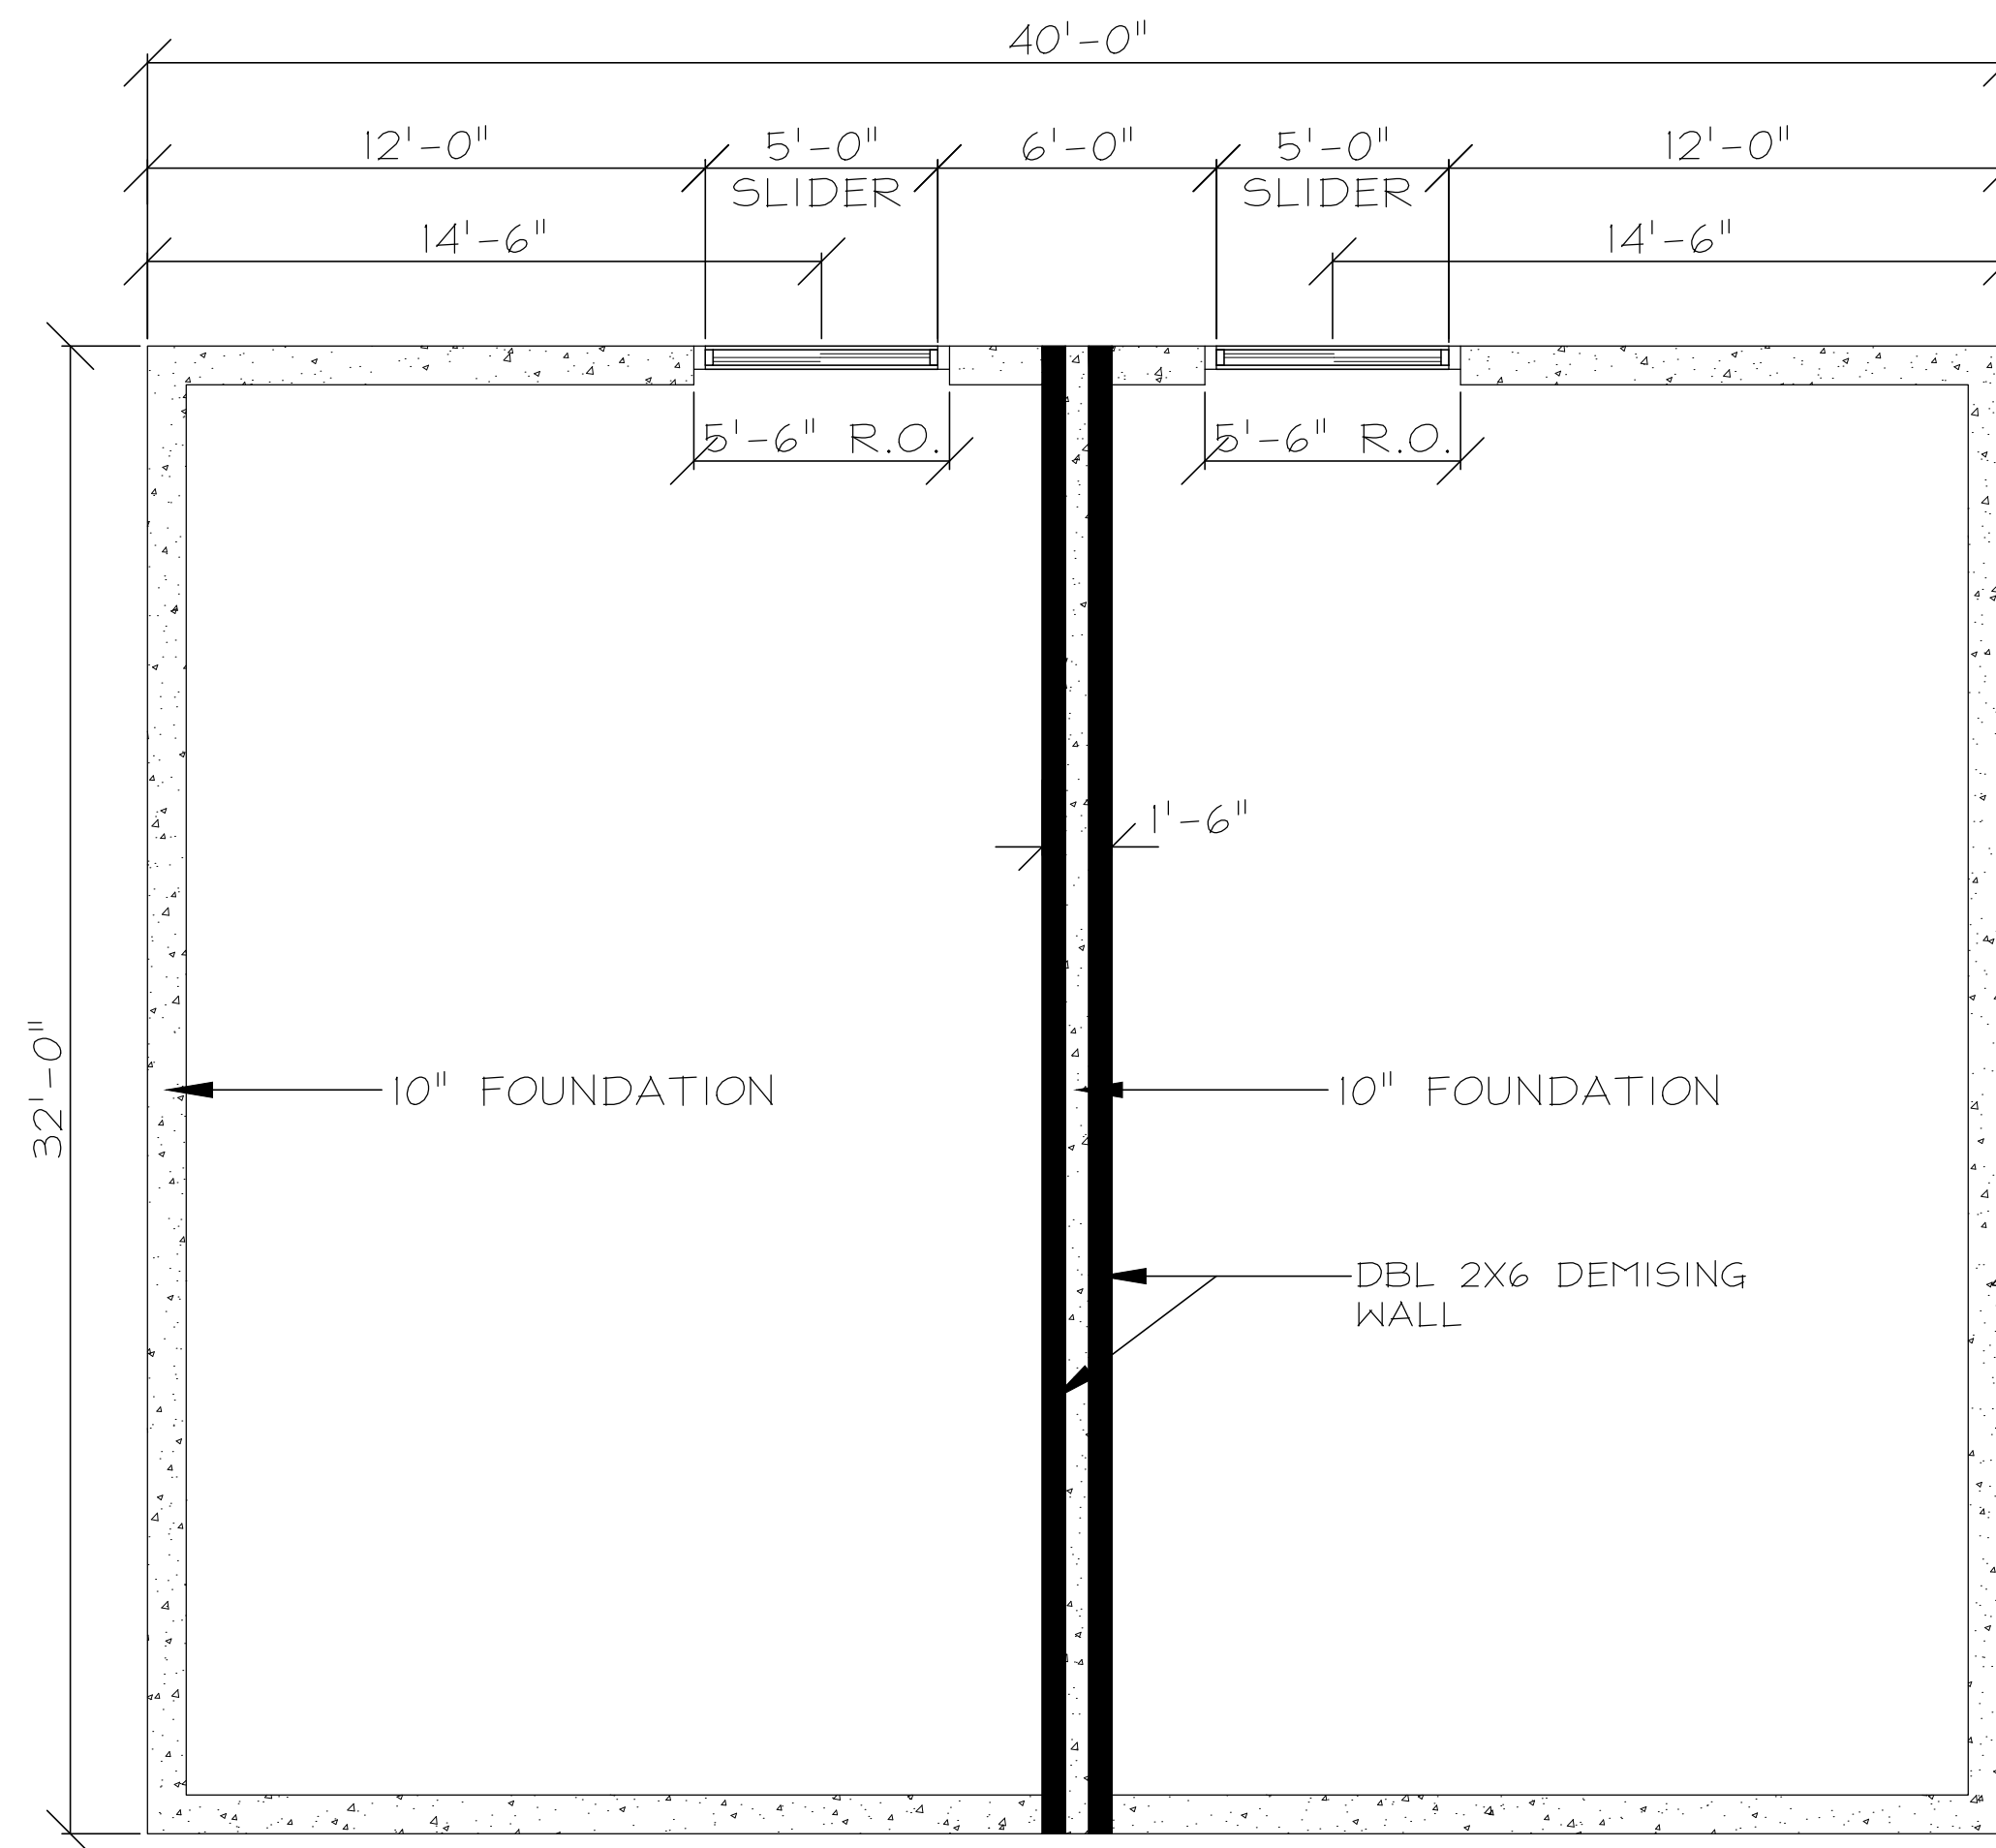 40'-0"
12'-0" 5'-0" 6'-0" 5'-0" 12'-0"
SLIDER SLIDER
14'-6" 14'-6"
5'-6" R.O. 5'-6" R.O.
1'-6"
32'-0"
10" FOUNDATION 10" FOUNDATION
DBL 2X6 DEMISING
WALL